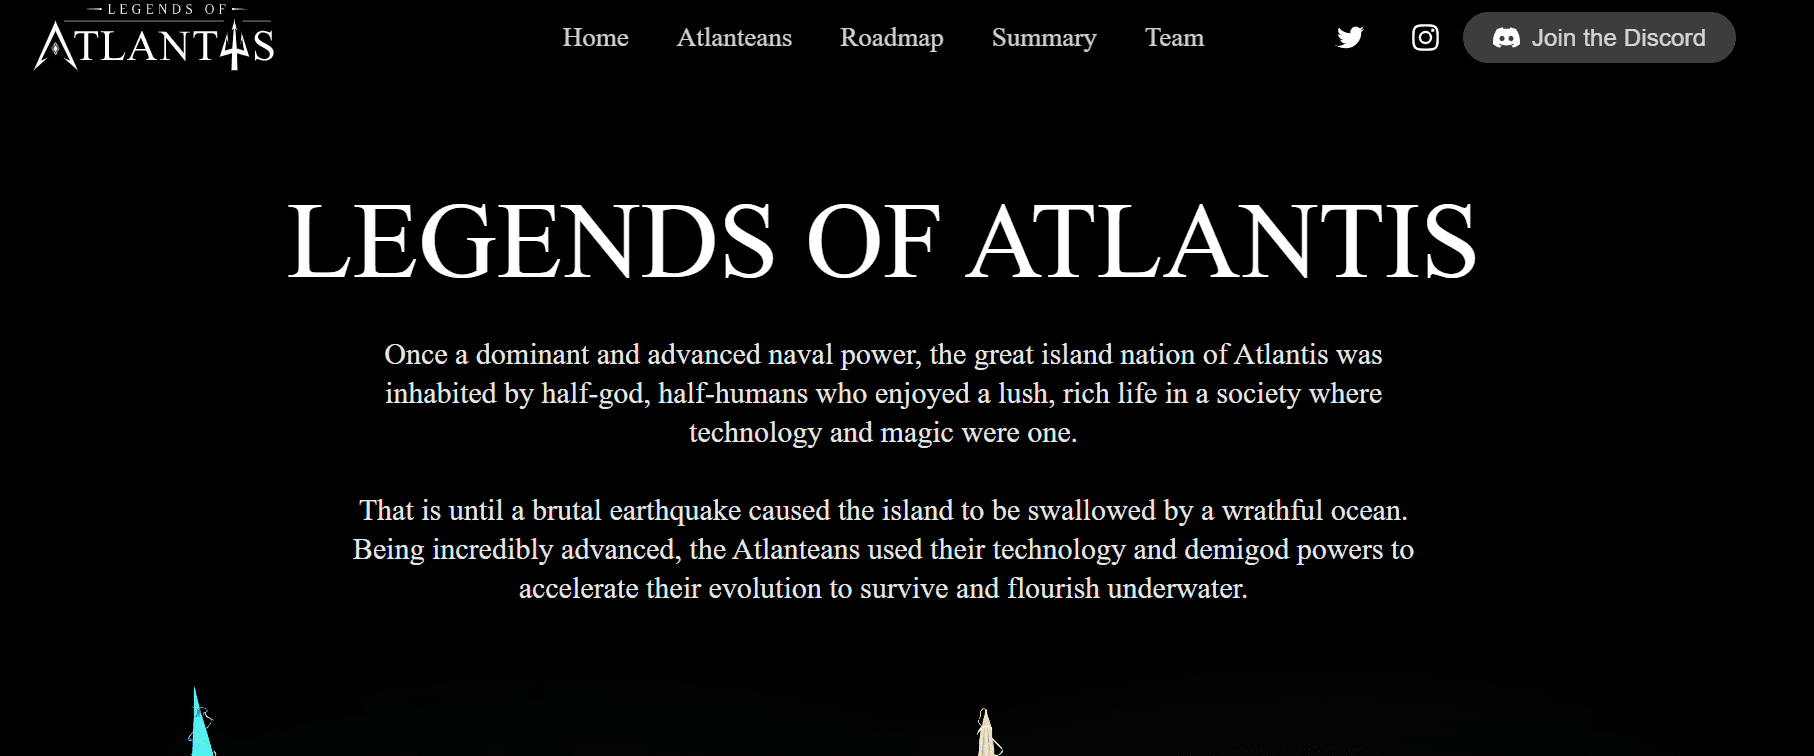 LEGENDS OF
ATLANTIS
Home Atlanteans Roadmap Summary Team Join the Discord
LEGENDS OF ATLANTIS
Once a dominant and advanced naval power, the great island nation of Atlantis was
inhabited by half-god, half-humans who enjoyed a lush, rich life in a society where
technology and magic were one.
That is until a brutal earthquake caused the island to be swallowed by a wrathful ocean.
Being incredibly advanced, the Atlanteans used their technology and demigod powers to
accelerate their evolution to survive and flourish underwater.